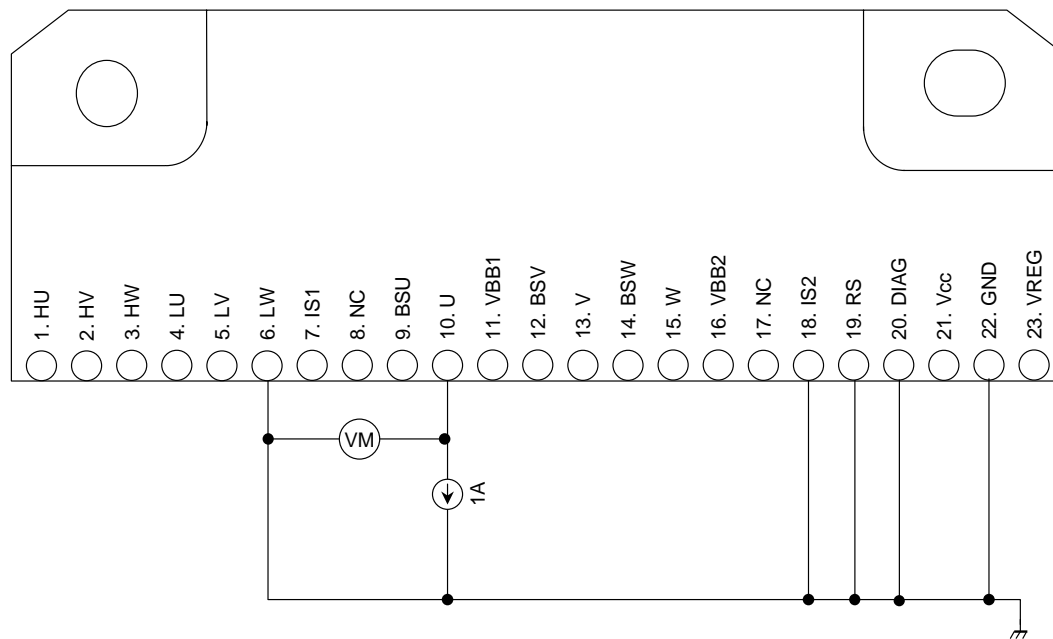 1. HU
2. HV
3. HW
4. LU
5. LV
6. LW
7. IS1
8. NC
9. BSU
10. U
11. VBB1
12. BSV
13. V
14. BSW
15. W
16. VBB2
17. NC
18. IS2
19. RS
20. DIAG
21. Vcc
22. GND
23. VREG
VM
1A